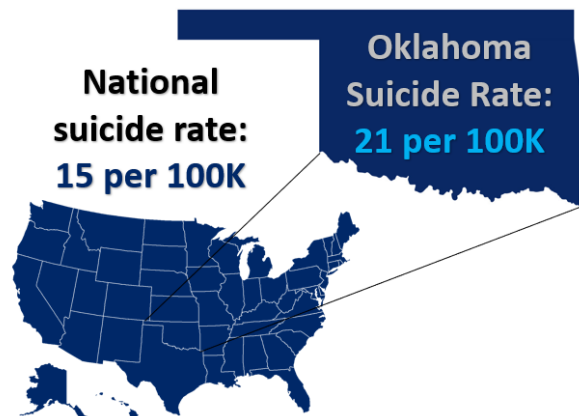 National
suicide rate:
15 per 100K
Oklahoma
Suicide Rate:
21 per 100K